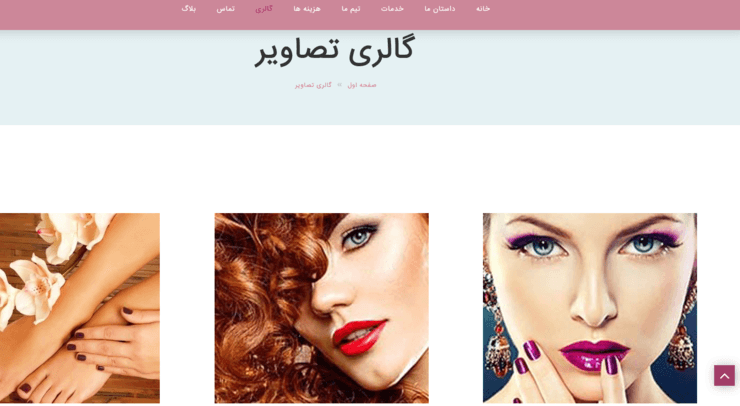 خانه داستان ما خدمات تیم ما هزینه ها گالری تماس بلاگ
گالری تصاویر
صفحه اول » گالری تصاویر